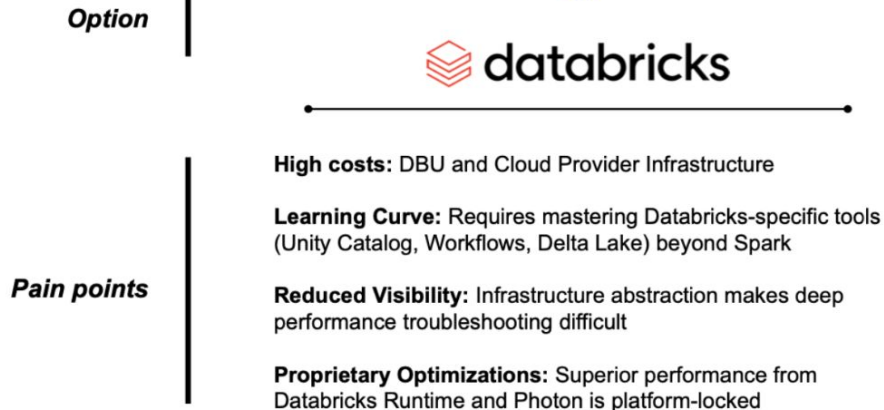 Option
databricks
Pain points
High costs: DBU and Cloud Provider Infrastructure
Learning Curve: Requires mastering Databricks-specific tools
(Unity Catalog, Workflows, Delta Lake) beyond Spark
Reduced Visibility: Infrastructure abstraction makes deep
performance troubleshooting difficult
Proprietary Optimizations: Superior performance from
Databricks Runtime and Photon is platform-locked